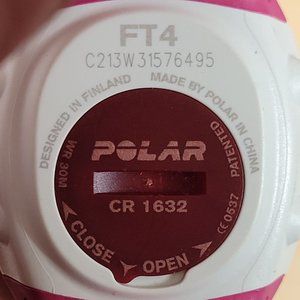 FT4
C213W31576495
DESIGNED IN FINLAND
MADE BY POLAR IN CHINA
WR 30M
PATENTED
POLAR
CR 1632
CE 0537
CLOSE OPEN